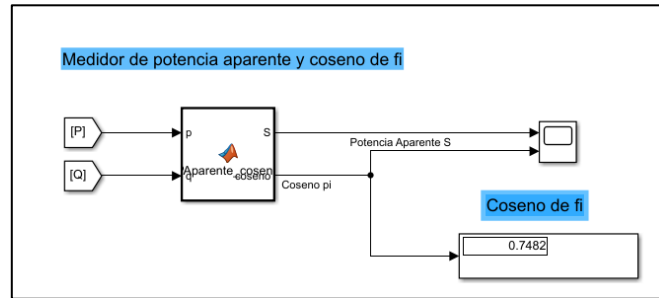 Medidor de potencia aparente y coseno de fi
[P]
p
S
Potencia Aparente S
[Q]
q
Aparente_cosen
coseno
Coseno pi
Coseno de fi
0.7482